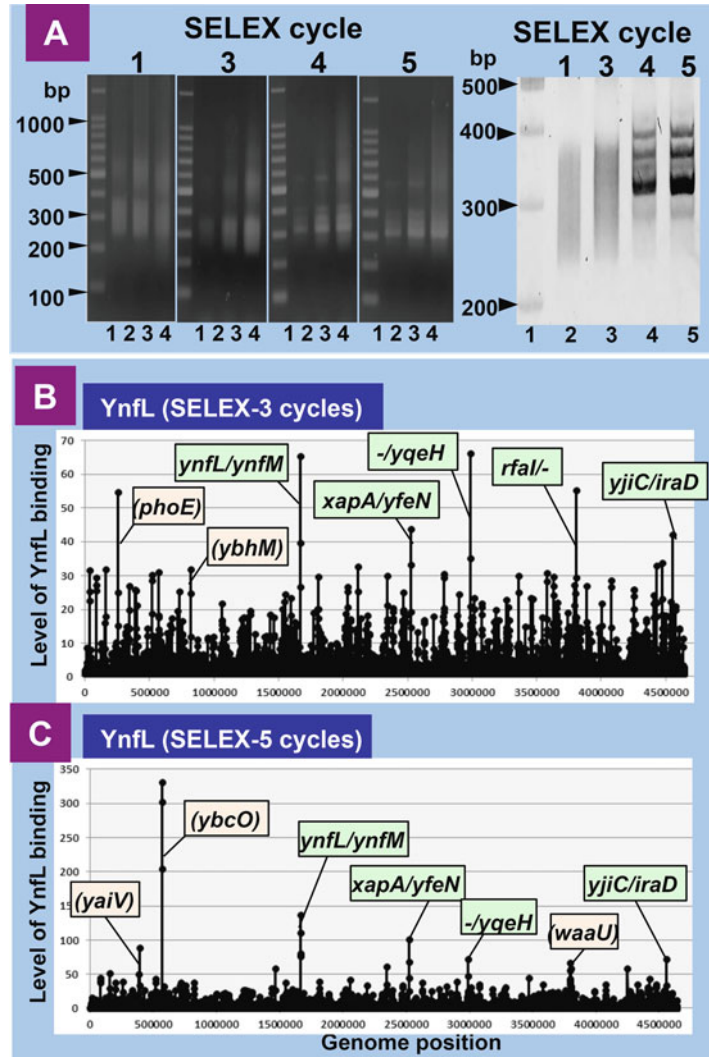 A
SELEX cycle
1 3 4 5
bp
1000
500
300
200
100
1 2 3 4 1 2 3 4 1 2 3 4 1 2 3 4
SELEX cycle
1 3 4 5
500
bp
400
300
200
1 2 3 4 5
B
YnfL (SELEX-3 cycles)
Level of YnfL binding
70
60
50
40
30
20
10
0
(phoE)
(ybhM)
ynfL/ynfM
xapA/yfeN
-/yqeH
rfaI/-
yjiC/iraD
0 500000 1000000 1500000 2000000 2500000 3000000 3500000 4000000 4500000
C
YnfL (SELEX-5 cycles)
Level of YnfL binding
350
300
250
200
150
100
50
0
(yaiV)
(ybcO)
ynfL/ynfM
xapA/yfeN
-/yqeH
(waaU)
yjiC/iraD
0 500000 1000000 1500000 2000000 2500000 3000000 3500000 4000000 4500000
Genome position